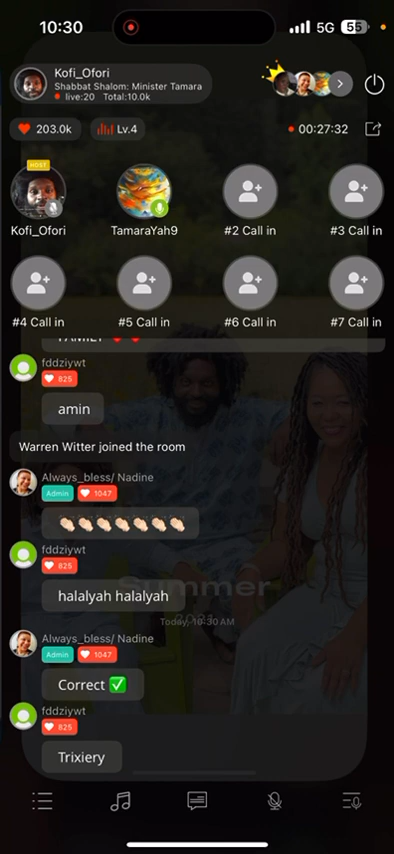 10:30
5G
55
Kofi_Ofori
Shabbat Shalom: Minister Tamara
live:20 Total:10.0k
203.0k
Lv.4
00:27:32
HOST
Kofi_Ofori
TamaraYah9
#2 Call in
#3 Call in
#4 Call in
#5 Call in
#6 Call in
#7 Call in
FAMILY
fddziywt
825
amin
Warren Witter joined the room
Always_bless/ Nadine
Admin
1047
fddziywt
825
halalyah halalyah
Summer
Today, 10:30 AM
Always_bless/ Nadine
Admin
1047
Correct ✅
fddziywt
825
Trixiery